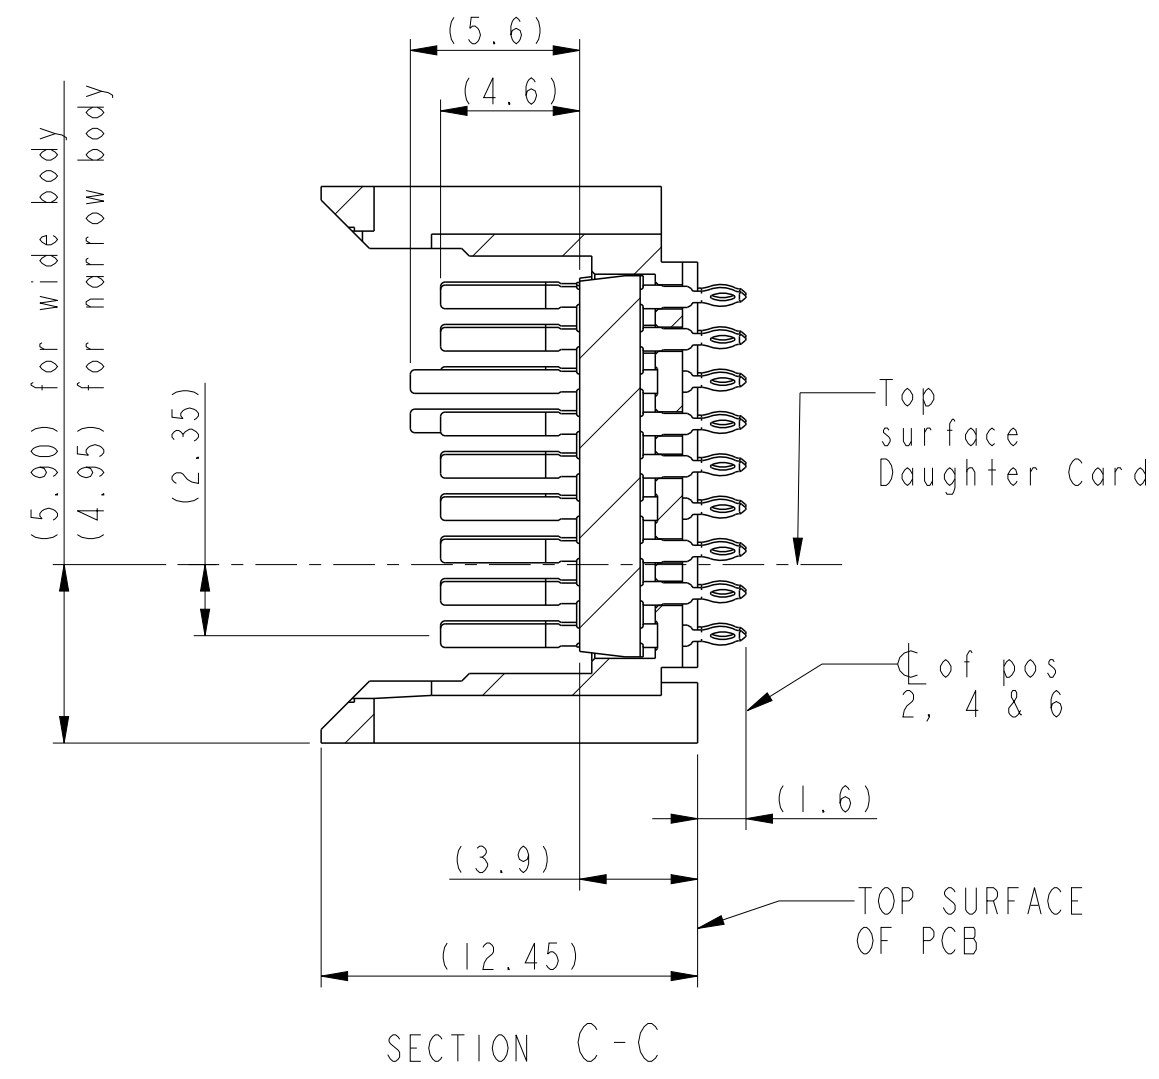 (5.6)
(4.6)
(5.90) for wide body
(4.95) for narrow body
(2.35)
Top
surface
Daughter Card
℄ of pos
2, 4 & 6
(1.6)
(3.9)
TOP SURFACE
OF PCB
(12.45)
SECTION C-C